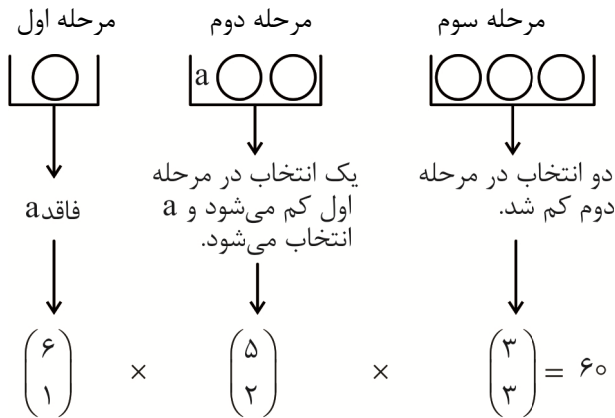 مرحله اول
مرحله دوم
مرحله سوم
a
فاقد a
یک انتخاب در مرحله
اول کم می‌شود و a
انتخاب می‌شود.
دو انتخاب در مرحله
دوم کم شد.
(۶ ۱) × (۵ ۲) × (۳ ۳) = ۶۰